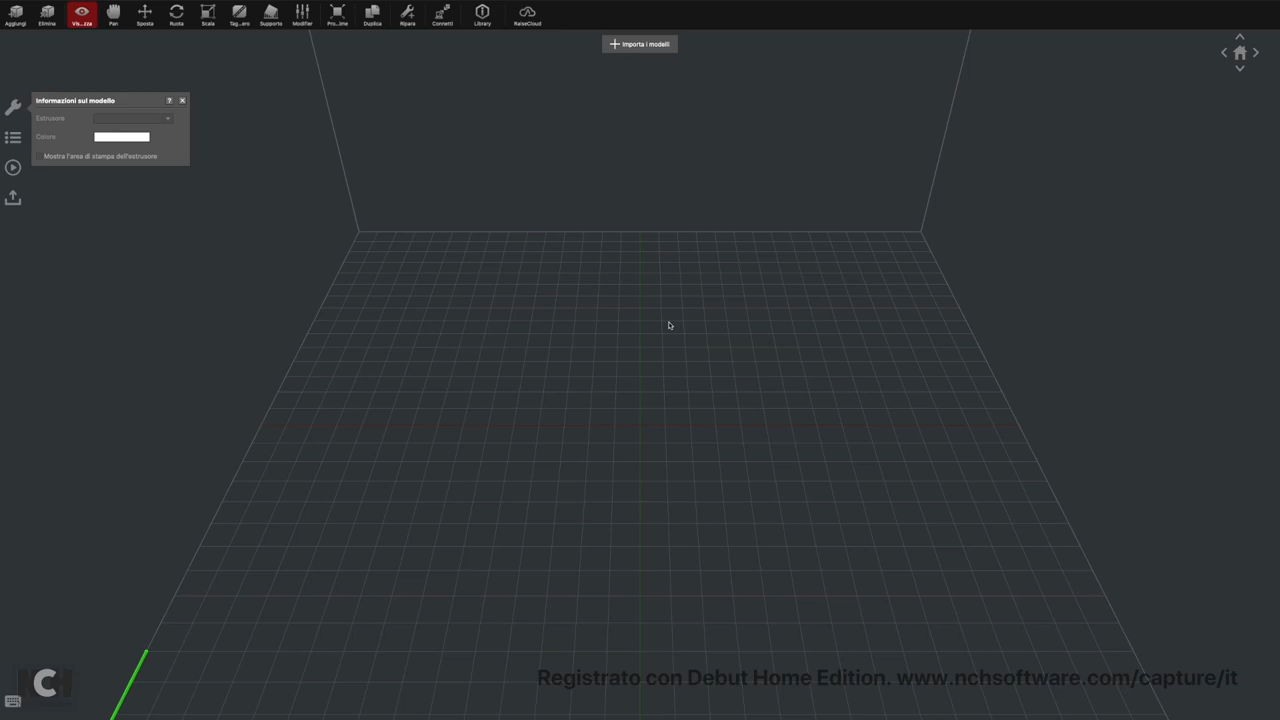 Aggiungi
Elimina
Vis...zza
Pan
Sposta
Ruota
Scala
Tag...ero
Supporto
Modifier
Pro...ine
Duplica
Ripara
Connetti
Library
RaiseCloud
Importa i modelli
Informazioni sul modello
?
Estrusore
Colore
Mostra l'area di stampa dell'estrusore
C
Registrato con Debut Home Edition. www.nchsoftware.com/capture/it